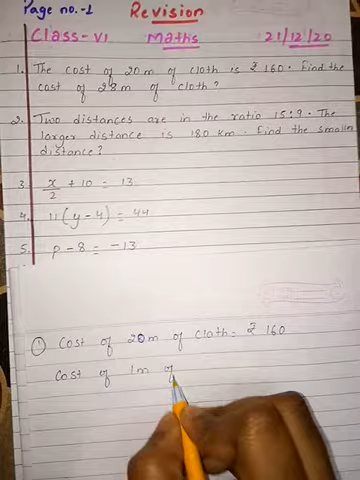 Page no.-1 Revision
Class-VI Maths 21/12/20
1. The cost of 20m of cloth is ₹160. Find the
cost of 28m of cloth?
2. Two distances are in the ratio 15:9. The
larger distance is 180 km. Find the smaller
distance?
3. x/2 + 10 = 13
4. 11(y-4) = 44
5. p-8 = -13
① Cost of 20m of cloth = ₹160
Cost of 1m of